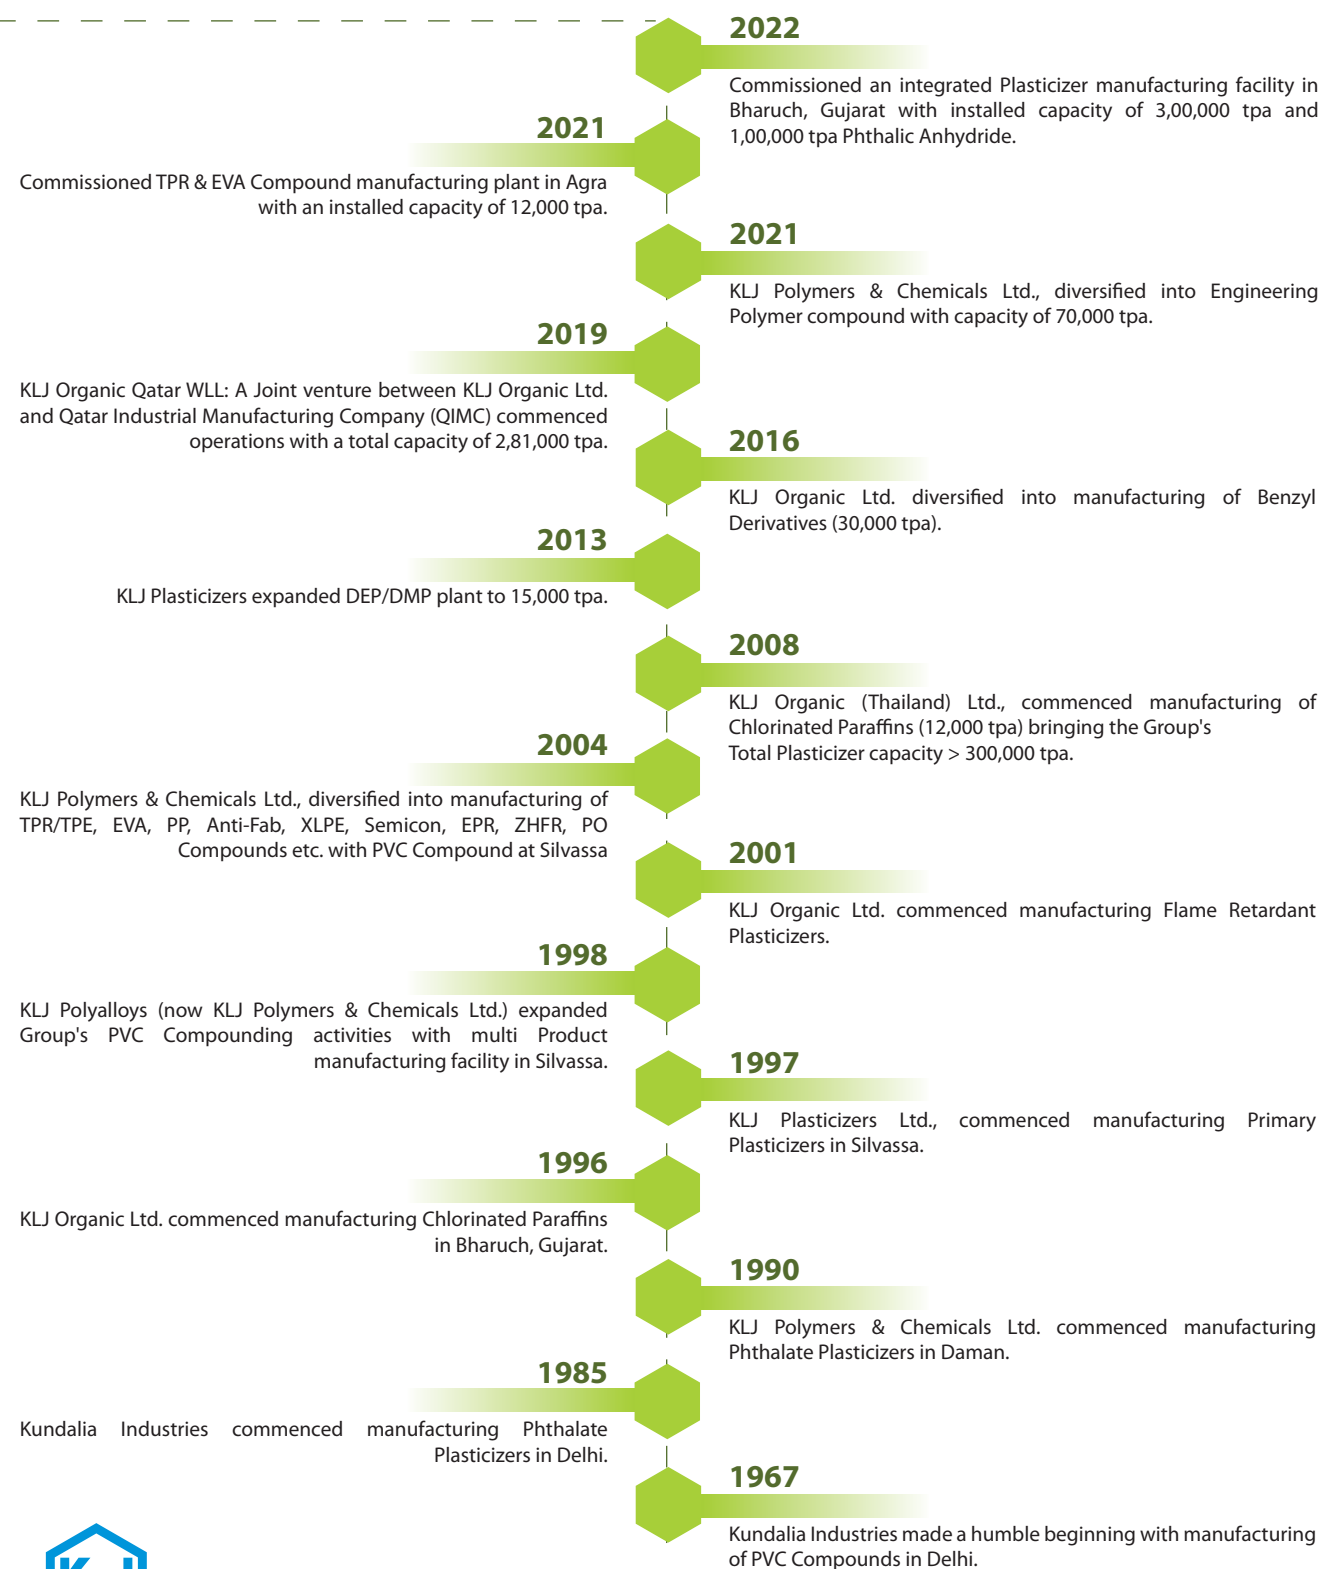 2022
Commissioned an integrated Plasticizer manufacturing facility in
Bharuch, Gujarat with installed capacity of 3,00,000 tpa and
1,00,000 tpa Phthalic Anhydride.
2021
Commissioned TPR & EVA Compound manufacturing plant in Agra
with an installed capacity of 12,000 tpa.
2021
KLJ Polymers & Chemicals Ltd., diversified into Engineering
Polymer compound with capacity of 70,000 tpa.
2019
KLJ Organic Qatar WLL: A Joint venture between KLJ Organic Ltd.
and Qatar Industrial Manufacturing Company (QIMC) commenced
operations with a total capacity of 2,81,000 tpa.
2016
KLJ Organic Ltd. diversified into manufacturing of Benzyl
Derivatives (30,000 tpa).
2013
KLJ Plasticizers expanded DEP/DMP plant to 15,000 tpa.
2008
KLJ Organic (Thailand) Ltd., commenced manufacturing of
Chlorinated Paraffins (12,000 tpa) bringing the Group's
Total Plasticizer capacity > 300,000 tpa.
2004
KLJ Polymers & Chemicals Ltd., diversified into manufacturing of
TPR/TPE, EVA, PP, Anti-Fab, XLPE, Semicon, EPR, ZHFR, PO
Compounds etc. with PVC Compound at Silvassa
2001
KLJ Organic Ltd. commenced manufacturing Flame Retardant
Plasticizers.
1998
KLJ Polyalloys (now KLJ Polymers & Chemicals Ltd.) expanded
Group's PVC Compounding activities with multi Product
manufacturing facility in Silvassa.
1997
KLJ Plasticizers Ltd., commenced manufacturing Primary
Plasticizers in Silvassa.
1996
KLJ Organic Ltd. commenced manufacturing Chlorinated Paraffins
in Bharuch, Gujarat.
1990
KLJ Polymers & Chemicals Ltd. commenced manufacturing
Phthalate Plasticizers in Daman.
1985
Kundalia Industries commenced manufacturing Phthalate
Plasticizers in Delhi.
1967
Kundalia Industries made a humble beginning with manufacturing
of PVC Compounds in Delhi.